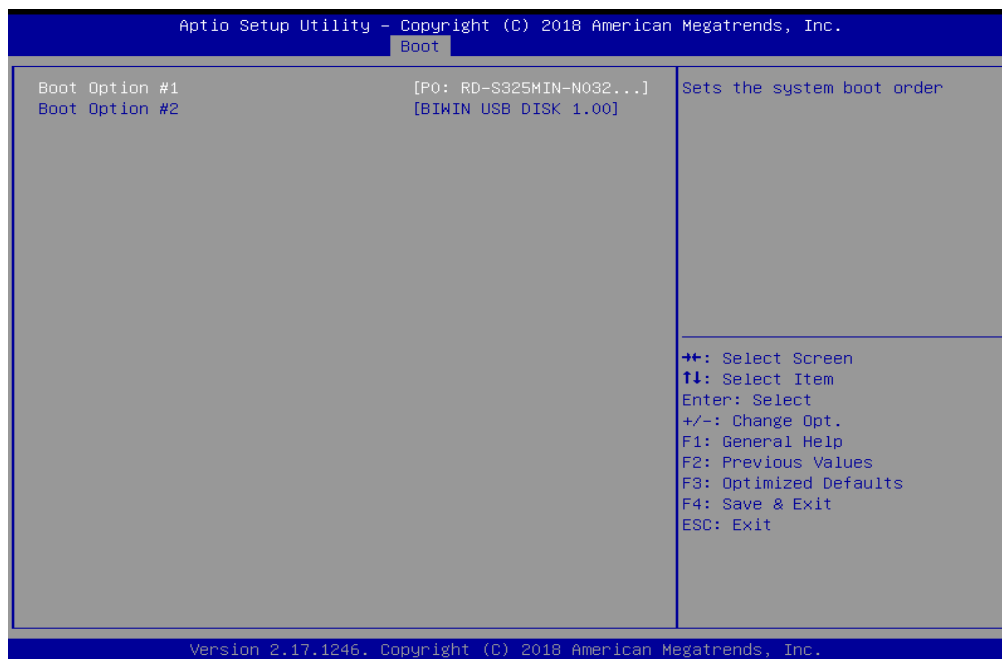 Aptio Setup Utility – Copyright (C) 2018 American Megatrends, Inc.
Boot
Boot Option #1 [P0: RD-S325MIN-N032...]
Boot Option #2 [BIWIN USB DISK 1.00]
Sets the system boot order
→←: Select Screen
↑↓: Select Item
Enter: Select
+/-: Change Opt.
F1: General Help
F2: Previous Values
F3: Optimized Defaults
F4: Save & Exit
ESC: Exit
Version 2.17.1246. Copyright (C) 2018 American Megatrends, Inc.